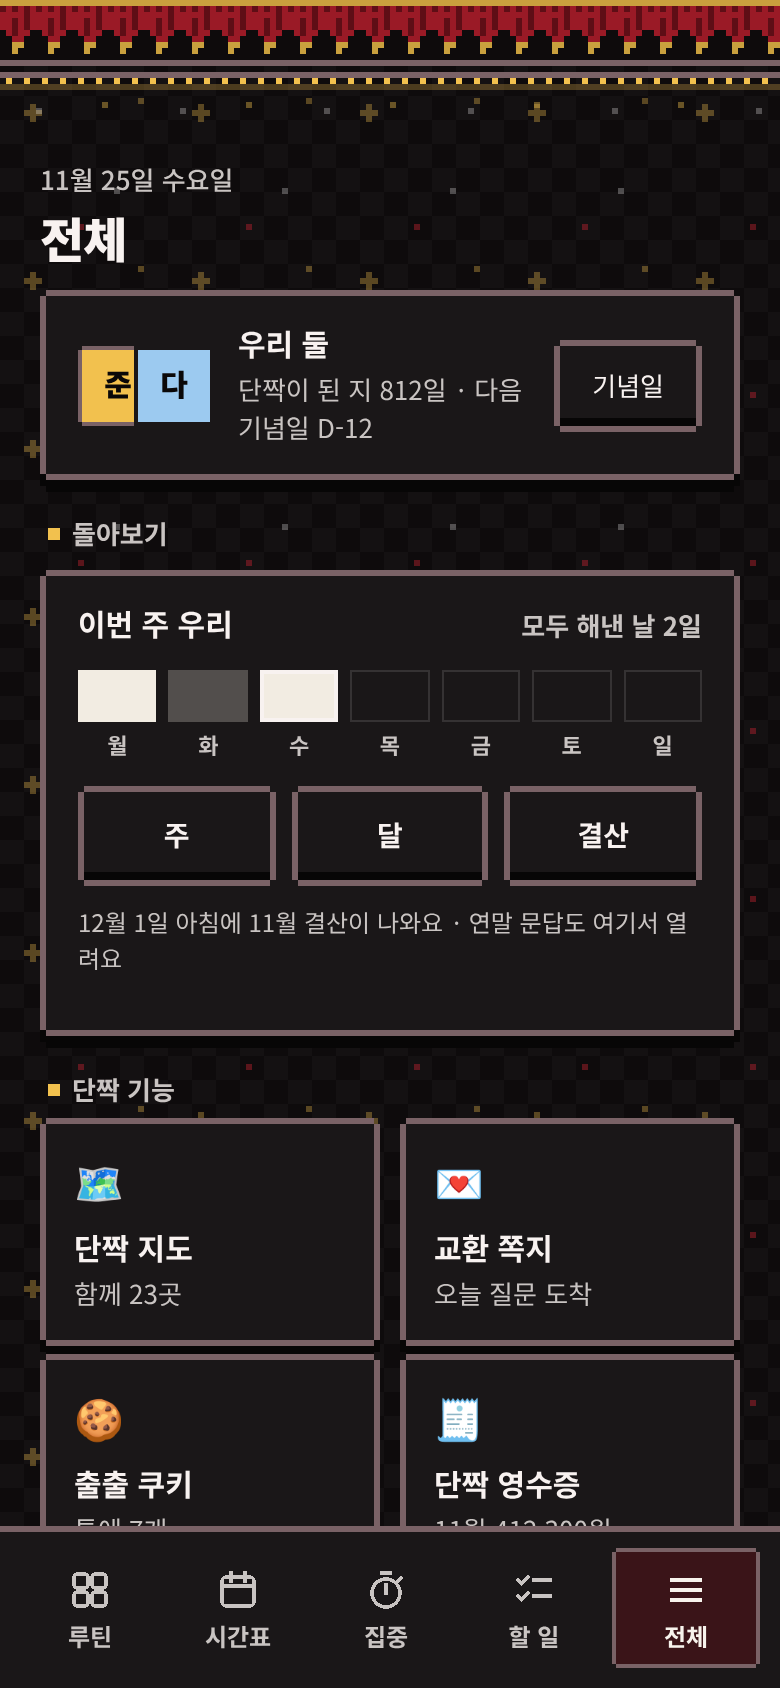 11월 25일 수요일
전체
준 다
우리 둘
단짝이 된 지 812일 · 다음
기념일 D-12
기념일
돌아보기
이번 주 우리
모두 해낸 날 2일
월 화 수 목 금 토 일
주 달 결산
12월 1일 아침에 11월 결산이 나와요 · 연말 문답도 여기서 열
려요
단짝 기능
단짝 지도
함께 23곳
교환 쪽지
오늘 질문 도착
출출 쿠키
단짝 영수증
루틴 시간표 집중 할 일 전체